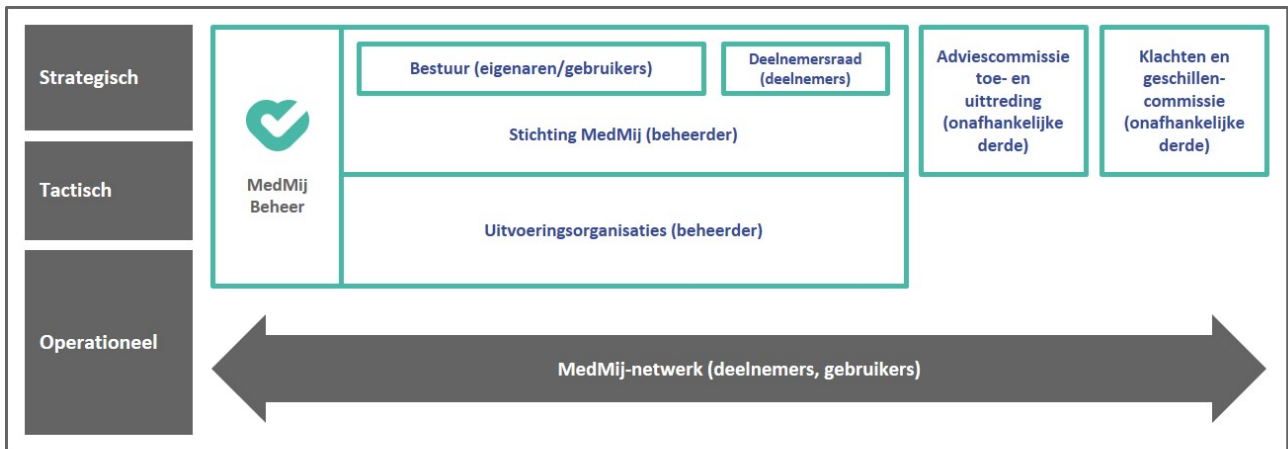 Strategisch
Tactisch
Operationeel
MedMij
Beheer
Bestuur (eigenaren/gebruikers)
Deelnemersraad
(deelnemers)
Stichting MedMij (beheerder)
Uitvoeringsorganisaties (beheerder)
Adviescommissie
toe- en
uittreding
(onafhankelijke
derde)
Klachten en
geschillen-
commissie
(onafhankelijke
derde)
MedMij-netwerk (deelnemers, gebruikers)